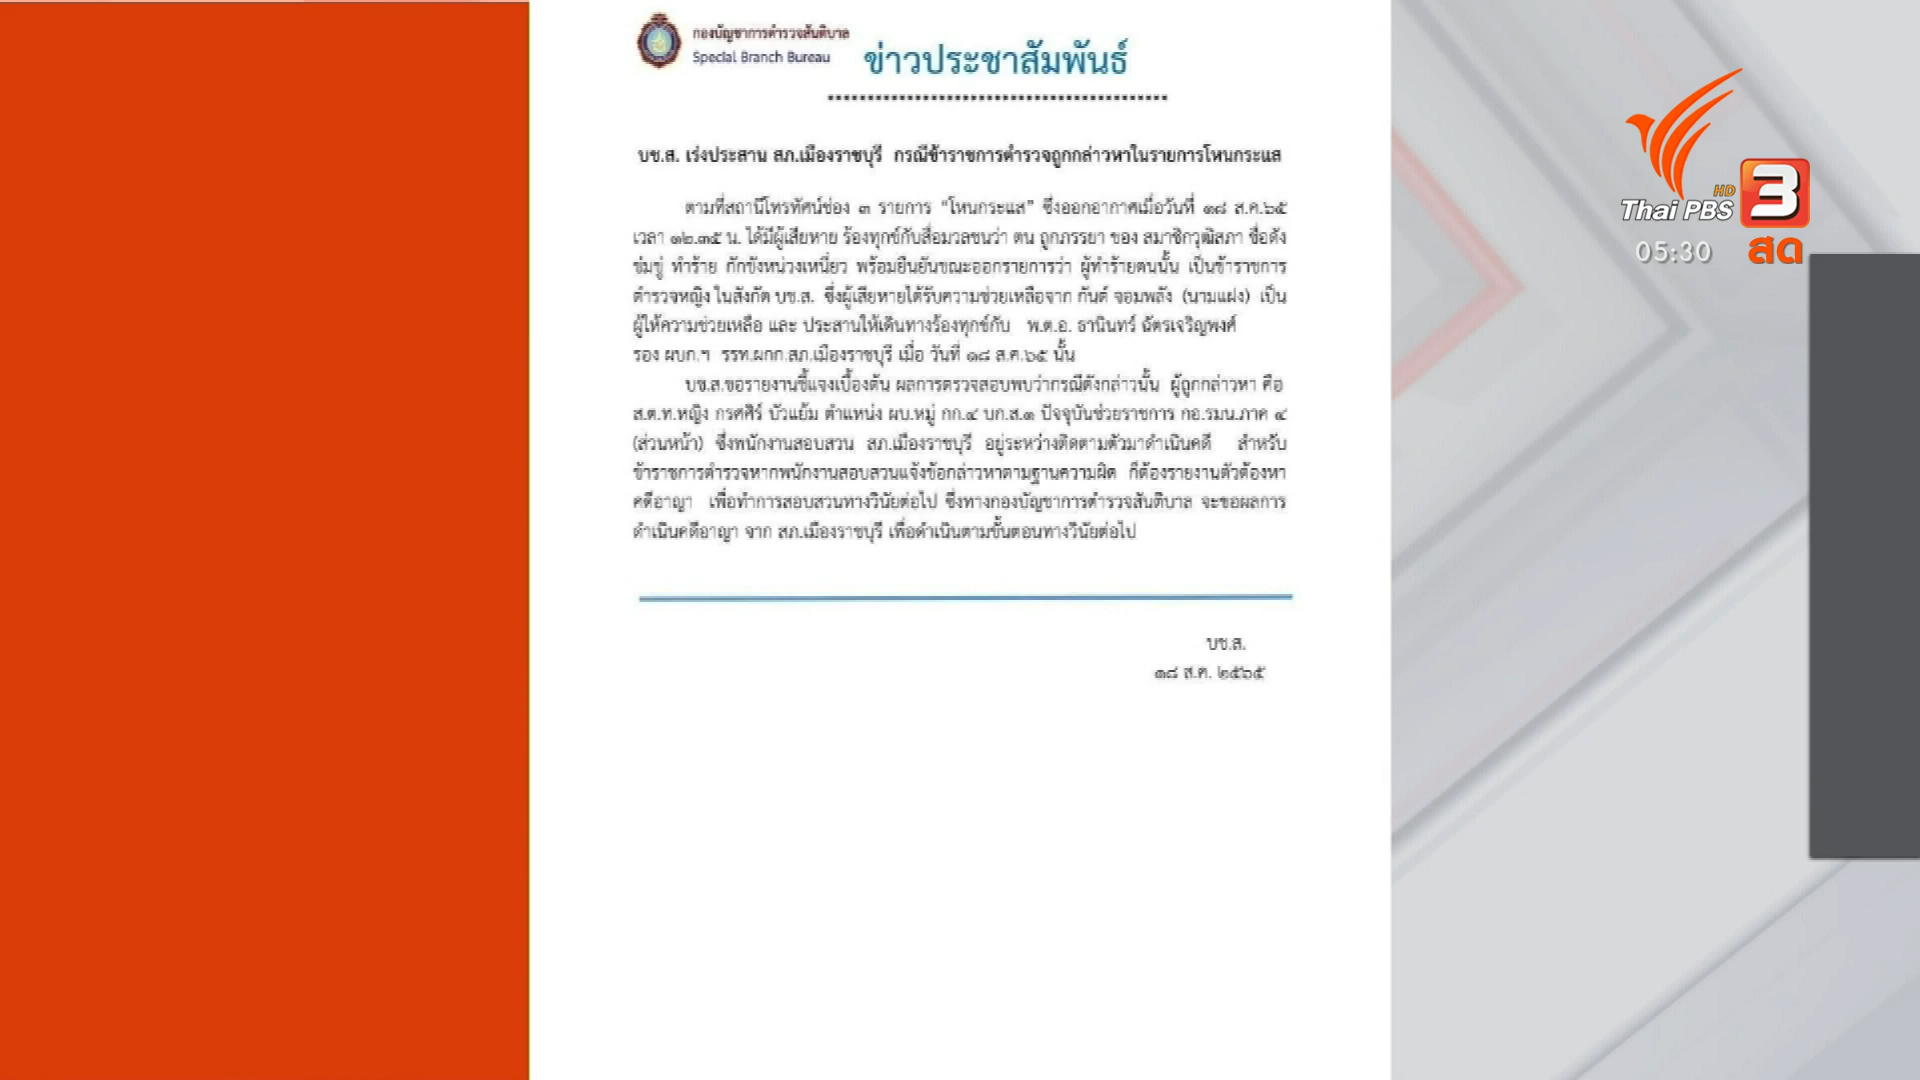 กองบัญชาการตำรวจสันติบาล
Special Branch Bureau
ข่าวประชาสัมพันธ์
บช.ส. เร่งประสาน สภ.เมืองราชบุรี กรณีข้าราชการตำรวจถูกกล่าวหาในรายการโหนกระแส
ตามที่สถานีโทรทัศน์ช่อง ๓ รายการ “โหนกระแส” ซึ่งออกอากาศเมื่อวันที่ ๑๘ ส.ค.๖๕
เวลา ๑๒.๓๕ น. ได้มีผู้เสียหาย ร้องทุกข์กับสื่อมวลชนว่า ตน ถูกภรรยา ของ สมาชิกวุฒิสภา ชื่อดัง
ข่มขู่ ทำร้าย กักขังหน่วงเหนี่ยว พร้อมยืนยันขณะออกรายการว่า ผู้ทำร้ายตนนั้น เป็นข้าราชการ
ตำรวจหญิง ในสังกัด บช.ส. ซึ่งผู้เสียหายได้รับความช่วยเหลือจาก กันต์ จอมพลัง (นามแฝง) เป็น
ผู้ให้ความช่วยเหลือ และ ประสานให้เดินทางร้องทุกข์กับ พ.ต.อ. ธานินทร์ ฉัตรเจริญพงศ์
รอง ผบก.ฯ รรท.ผกก.สภ.เมืองราชบุรี เมื่อ วันที่ ๑๘ ส.ค.๖๕ นั้น
บช.ส.ขอรายงานชี้แจงเบื้องต้น ผลการตรวจสอบพบว่ากรณีดังกล่าวนั้น ผู้ถูกกล่าวหา คือ
ส.ต.ท.หญิง กรศศิร์ บัวแย้ม ตำแหน่ง ผบ.หมู่ กก.๔ บก.ส.๑ ปัจจุบันช่วยราชการ กอ.รมน.ภาค ๔
(ส่วนหน้า) ซึ่งพนักงานสอบสวน สภ.เมืองราชบุรี อยู่ระหว่างติดตามตัวมาดำเนินคดี สำหรับ
ข้าราชการตำรวจหากพนักงานสอบสวนแจ้งข้อกล่าวหาตามฐานความผิด ก็ต้องรายงานตัวต้องหา
คดีอาญา เพื่อทำการสอบสวนทางวินัยต่อไป ซึ่งทางกองบัญชาการตำรวจสันติบาล จะขอผลการ
ดำเนินคดีอาญา จาก สภ.เมืองราชบุรี เพื่อดำเนินตามขั้นตอนทางวินัยต่อไป
บช.ส.
๑๘ ส.ค. ๒๕๖๕
Thai PBS HD 3
05:30 สด